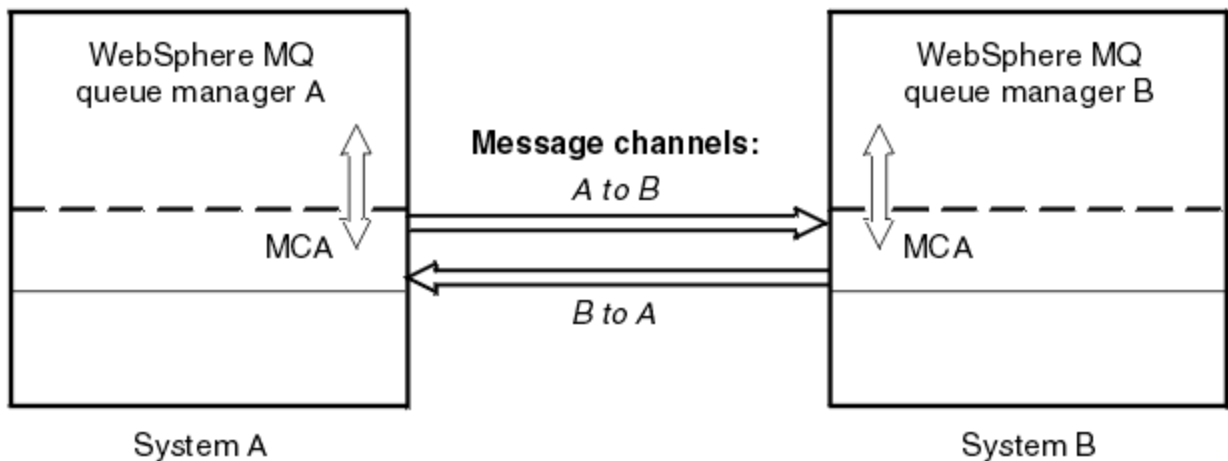 WebSphere MQ
queue manager A
MCA
System A
Message channels:
A to B
B to A
WebSphere MQ
queue manager B
MCA
System B